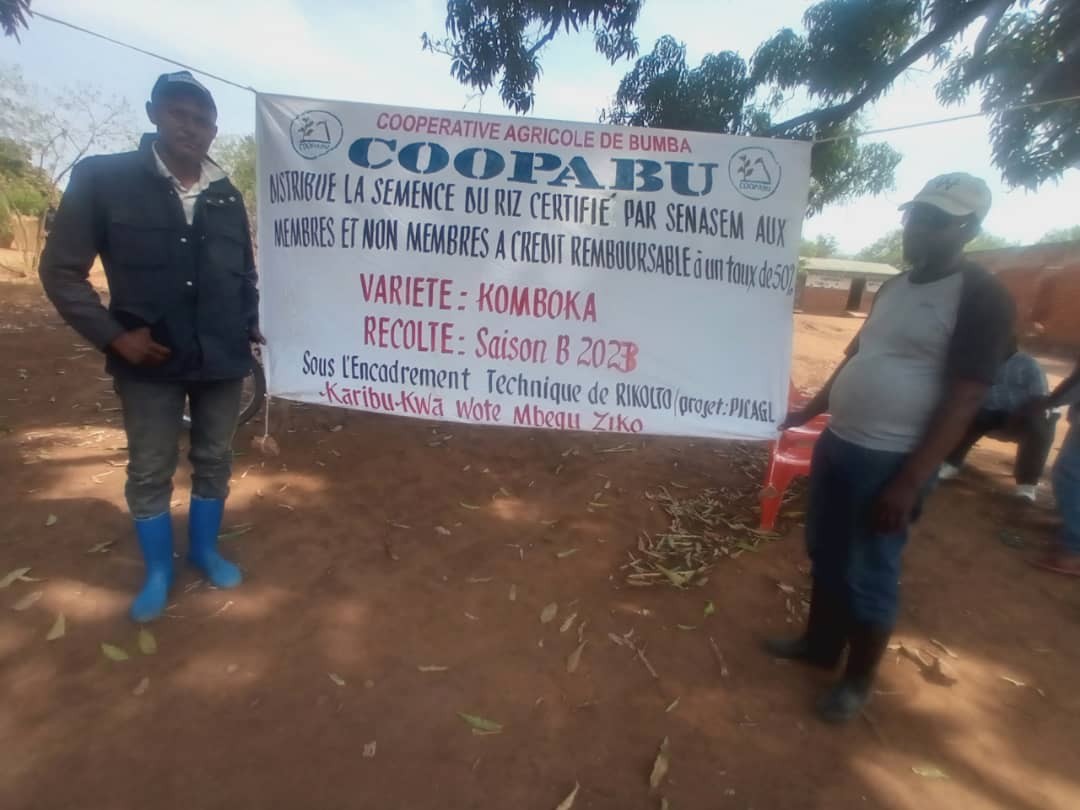 COOPERATIVE AGRICOLE DE BUMBA
COOPABU
COOPABU
COOPABU
DISTRIBUE LA SEMENCE DU RIZ CERTIFIÉ PAR SENASEM AUX
MEMBRES ET NON MEMBRES A CREDIT REMBOURSABLE à un taux de 50%
VARIETE: KOMBOKA
RECOLTE: Saison B 2023
Sous L'Encadrement Technique de RIKOLTO/projet: PICAGL
-Karibu-Kwa Wote Mbegu Ziko